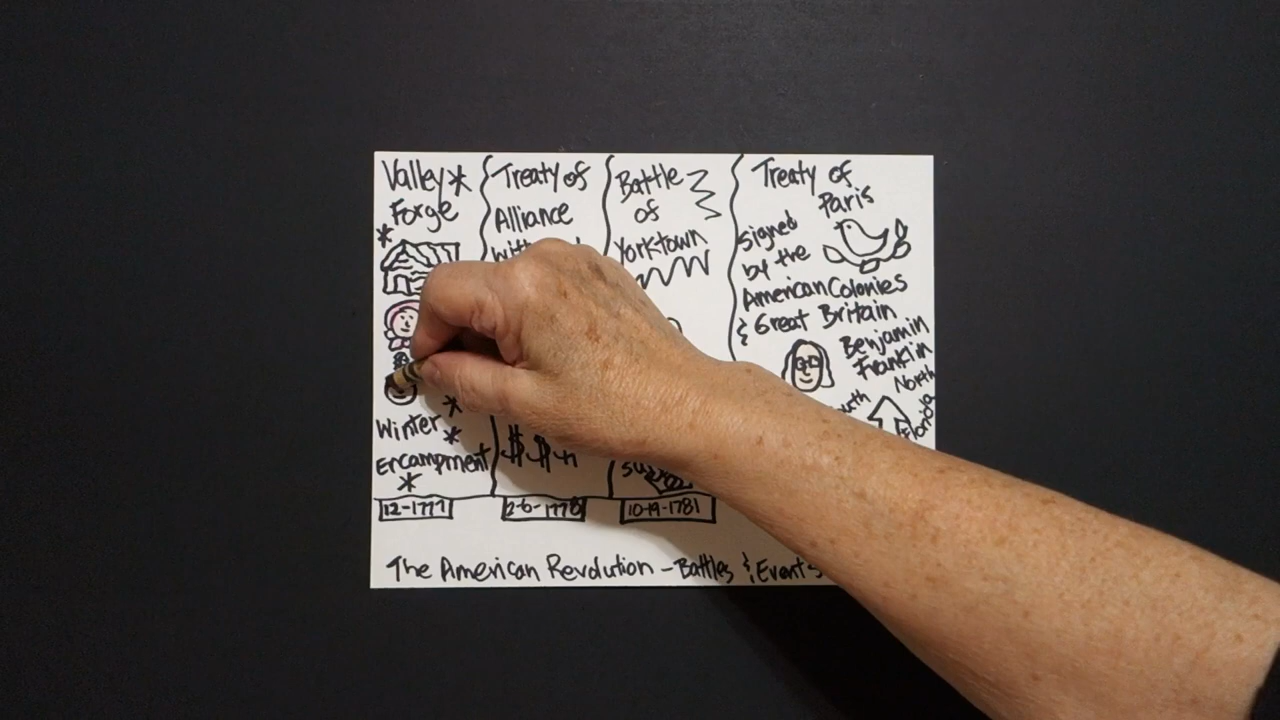 Valley
Forge
Winter
Encampment
12-1777
Treaty of
Alliance
2-6-1778
Battle
of
Yorktown
10-19-1781
Treaty of
Paris
Signed
by the
American Colonies
& Great Britain
Benjamin
Franklin
North
Florida
The American Revolution - Battles & Events